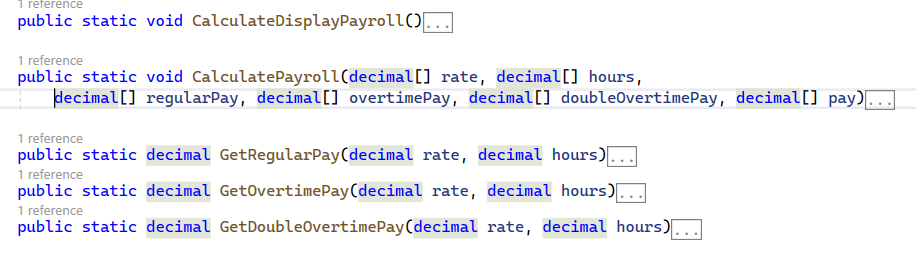 1 reference
public static void CalculateDisplayPayroll()...
1 reference
public static void CalculatePayroll(decimal[] rate, decimal[] hours,
decimal[] regularPay, decimal[] overtimePay, decimal[] doubleOvertimePay, decimal[] pay)...
1 reference
public static decimal GetRegularPay(decimal rate, decimal hours)...
1 reference
public static decimal GetOvertimePay(decimal rate, decimal hours)...
1 reference
public static decimal GetDoubleOvertimePay(decimal rate, decimal hours)...